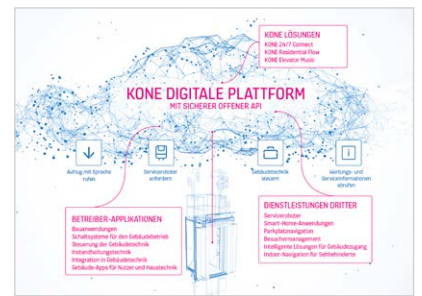 KONE LÖSUNGEN
KONE 24/7 Connect
KONE Residential Flow
KONE Elevator Music
KONE DIGITALE PLATTFORM
MIT SICHERER OFFENER API
Aufzug mit Sprache
rufen
Serviceroboter
anfordern
Gebäudetechnik
steuern
Wartungs- und
Serviceinformationen
abrufen
BETREIBER-APPLIKATIONEN
Bauanwendungen
Schaltsysteme für den Gebäudebetrieb
Steuerung der Gebäudetechnik
Instandhaltungstechnik
Integration in Gebäudetechnik
Gebäude-Apps für Nutzer und Haustechnik
DIENSTLEISTUNGEN DRITTER
Serviceroboter
Smart-Home-Anwendungen
Parkplatznavigation
Besuchermanagement
Intelligente Lösungen für Gebäudezugang
Indoor-Navigation für Sehbehinderte